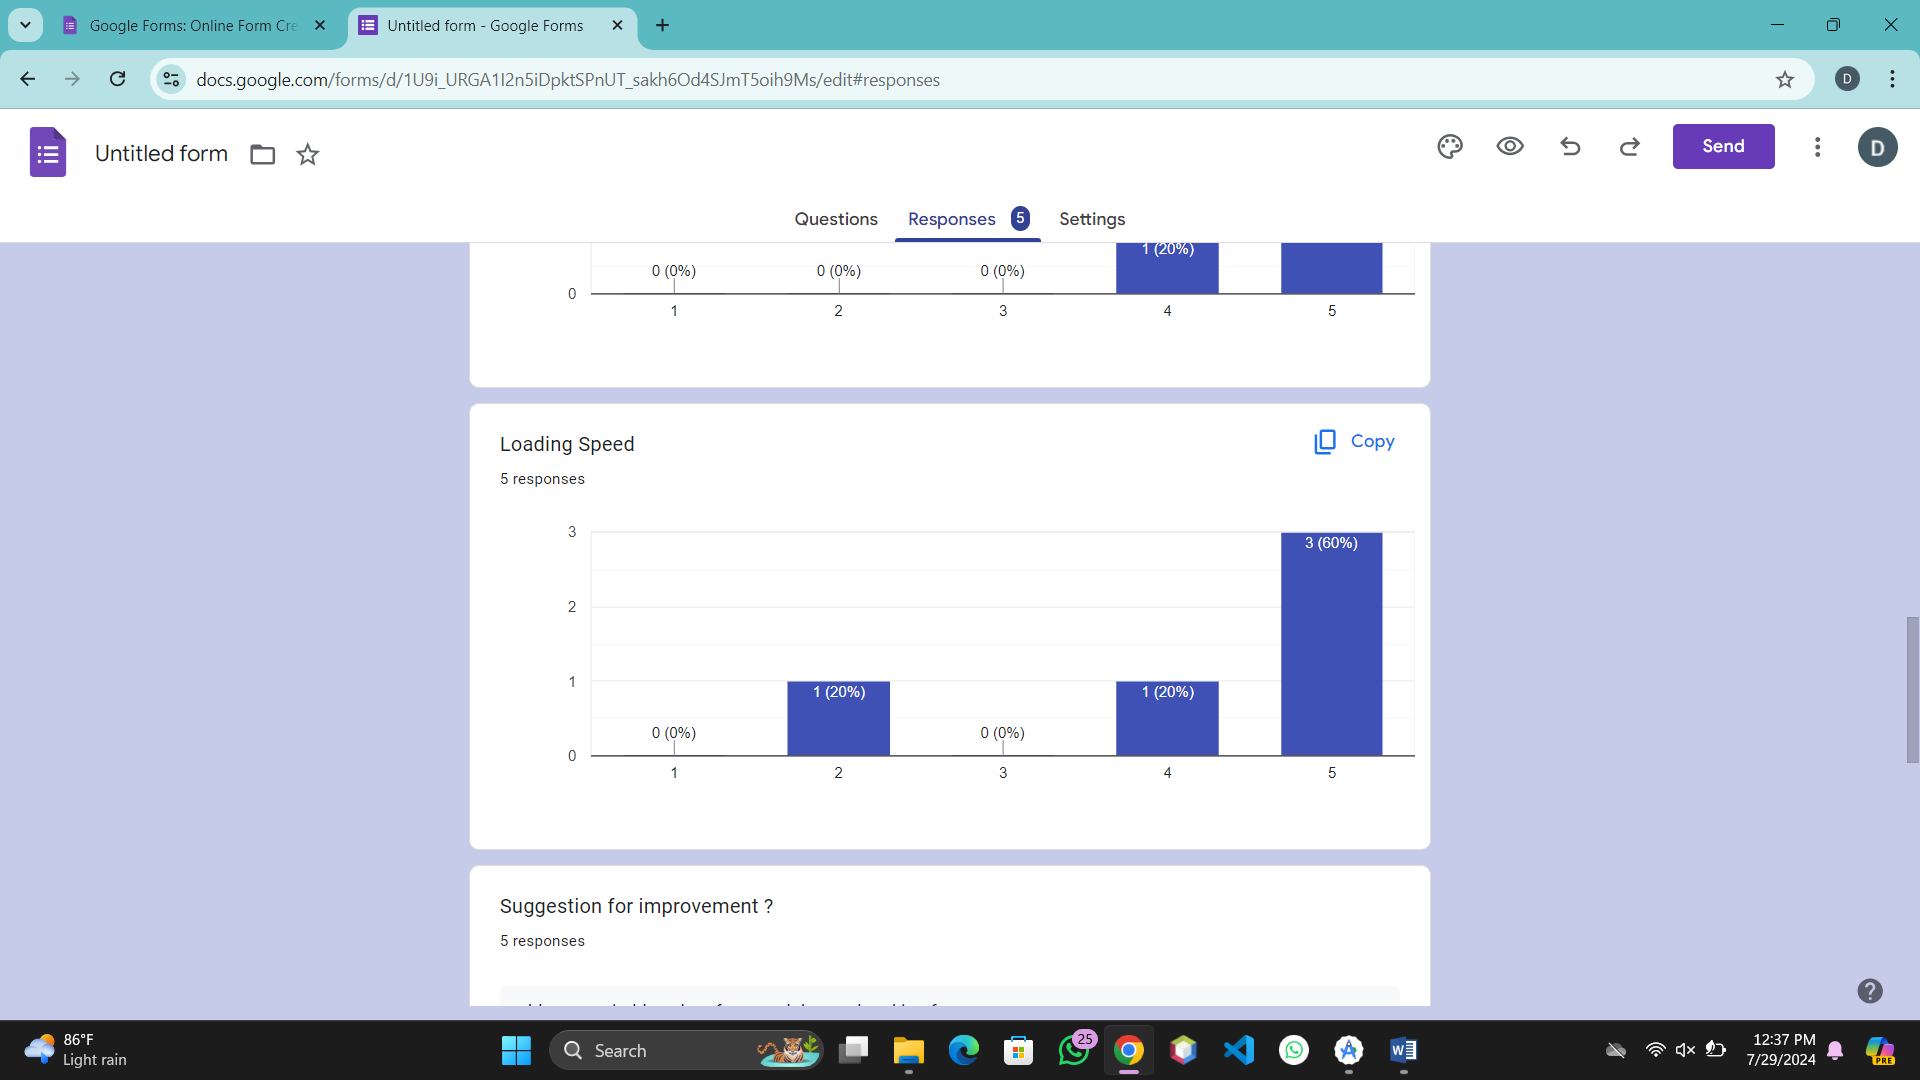 Google Forms: Online Form Cre
Untitled form - Google Forms
docs.google.com/forms/d/1U9i_URGA1I2n5iDpktSPnUT_sakh6Od4SJmT5oih9Ms/edit#responses
D
Untitled form
Send
D
Questions
Responses 5
Settings
1 (20%)
0 (0%) 0 (0%) 0 (0%)
0
1 2 3 4 5
Loading Speed
Copy
5 responses
3
3 (60%)
2
1
1 (20%) 1 (20%)
0 (0%) 0 (0%)
0
1 2 3 4 5
Suggestion for improvement ?
5 responses
86°F
Light rain
Search
25
W
PRE
12:37 PM
7/29/2024